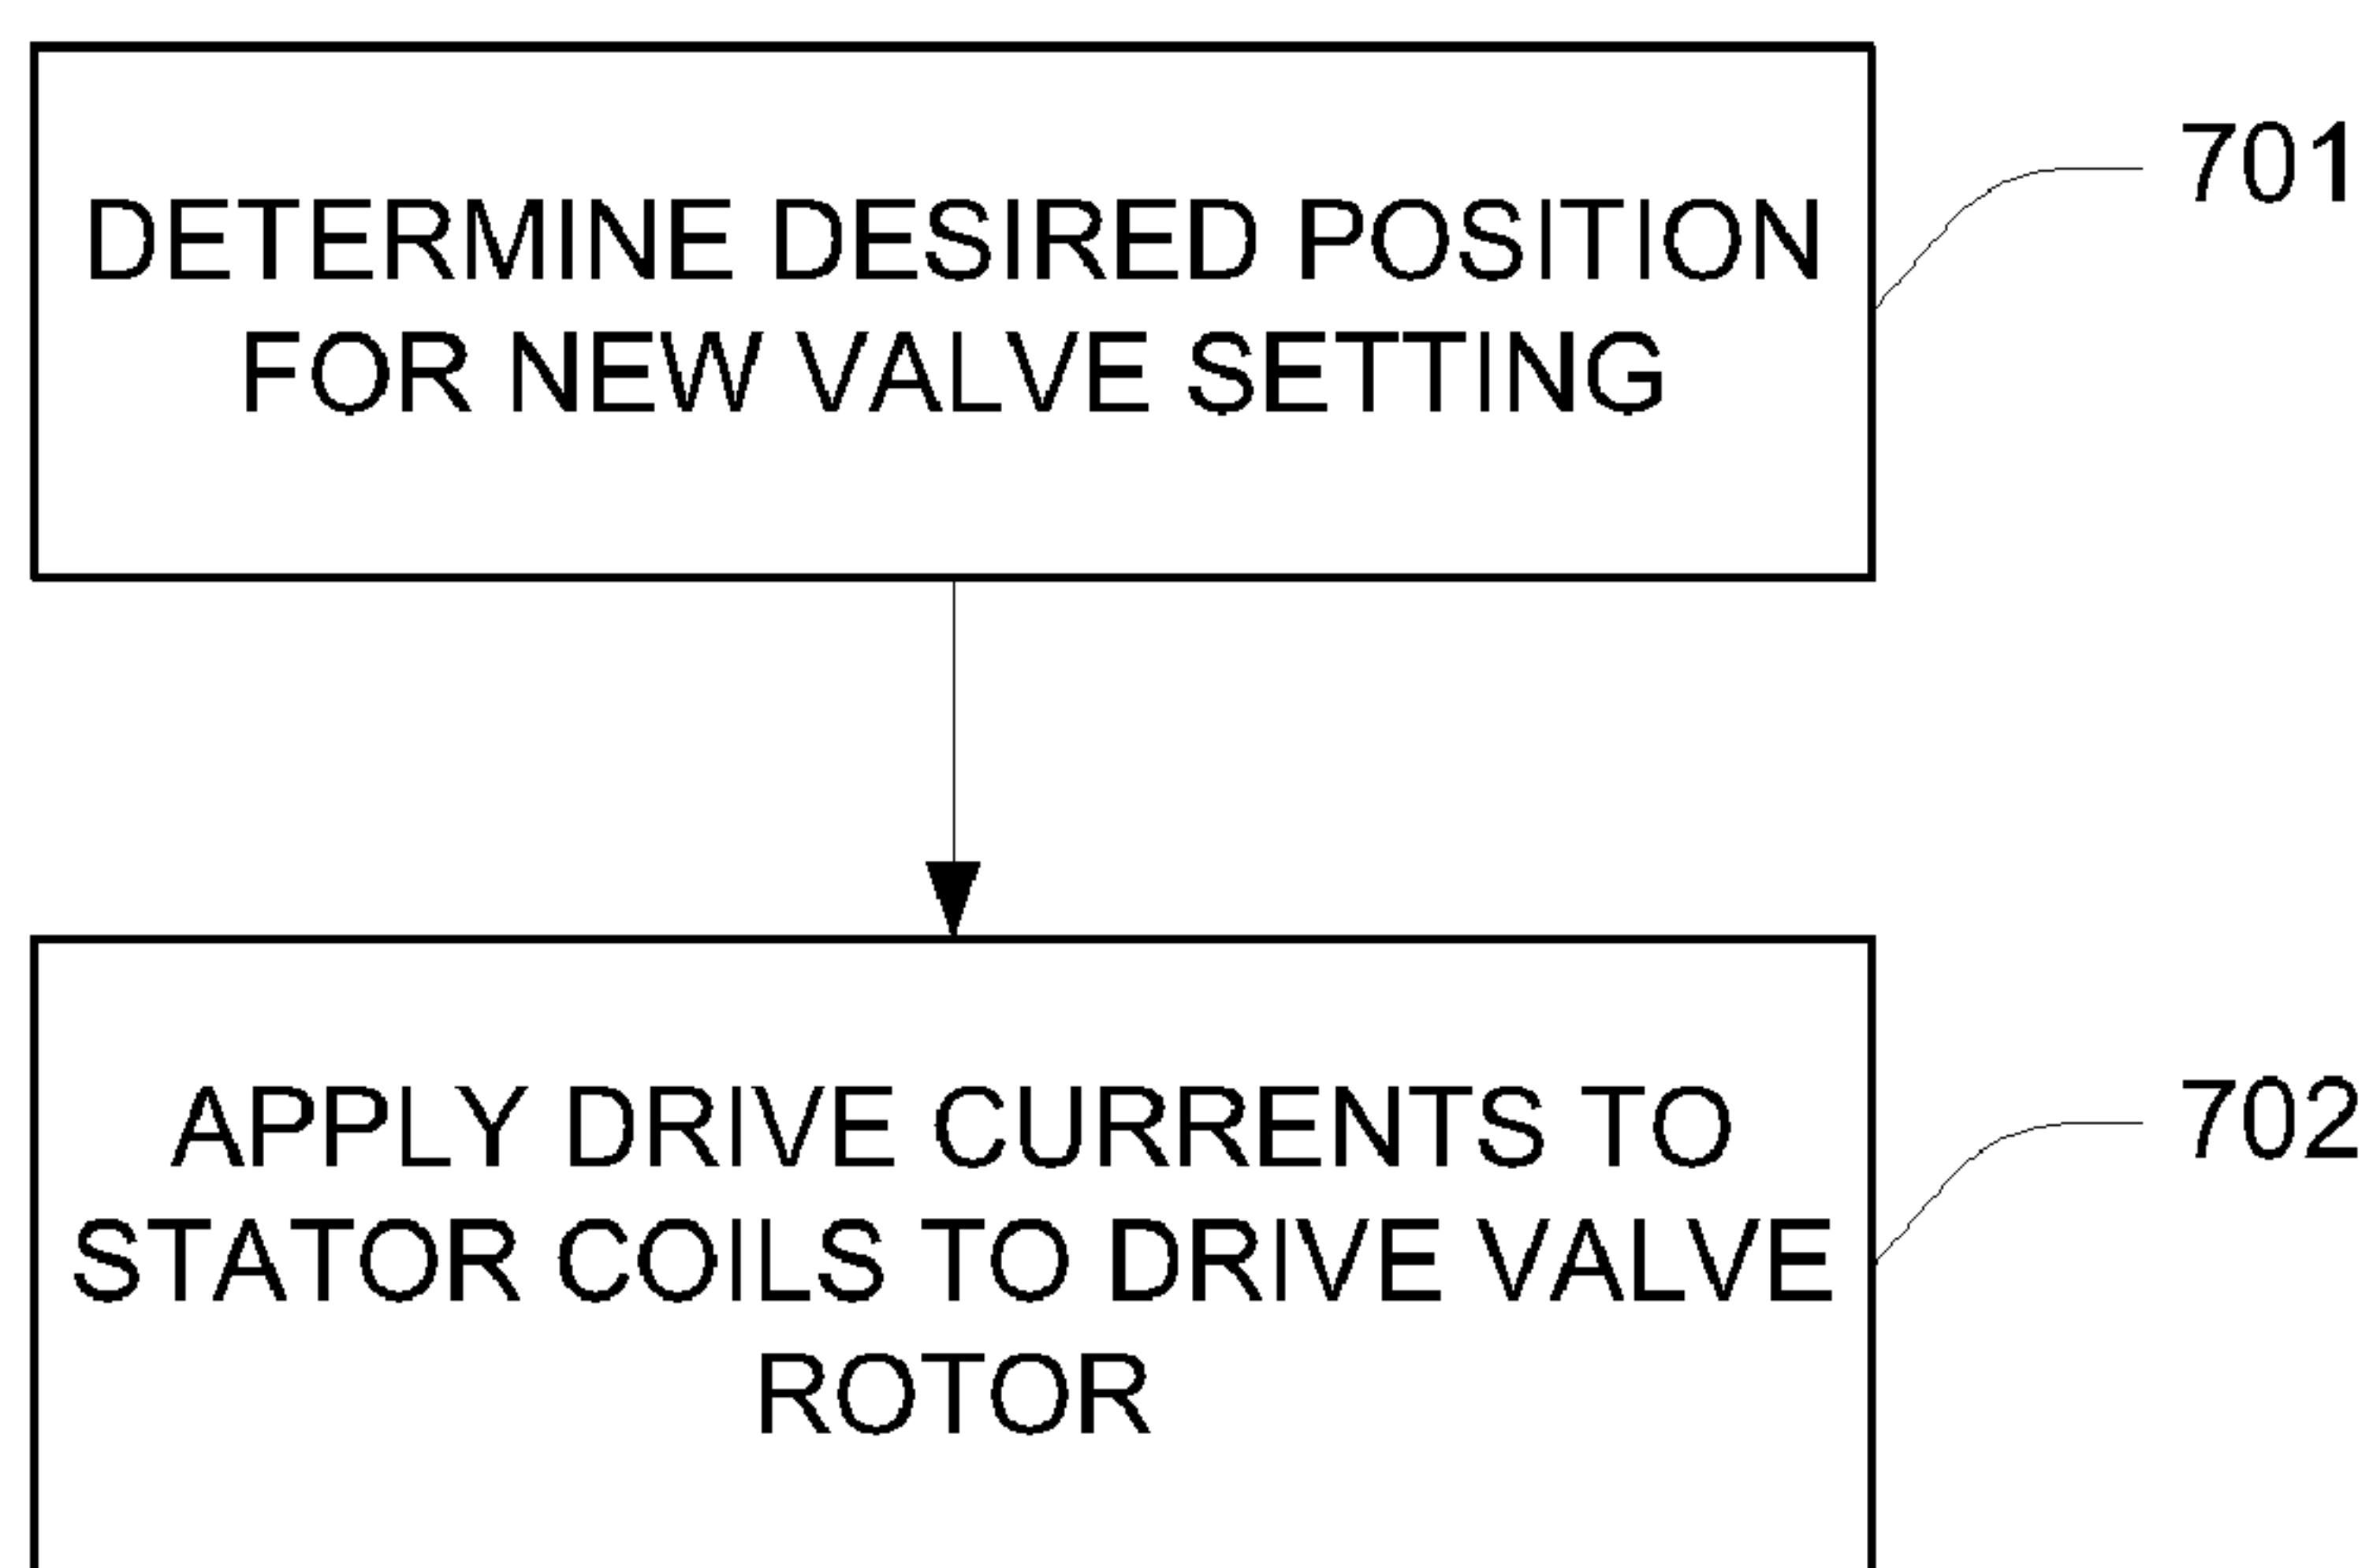 701
DETERMINE DESIRED POSITION
FOR NEW VALVE SETTING
702
APPLY DRIVE CURRENTS TO
STATOR COILS TO DRIVE VALVE
ROTOR